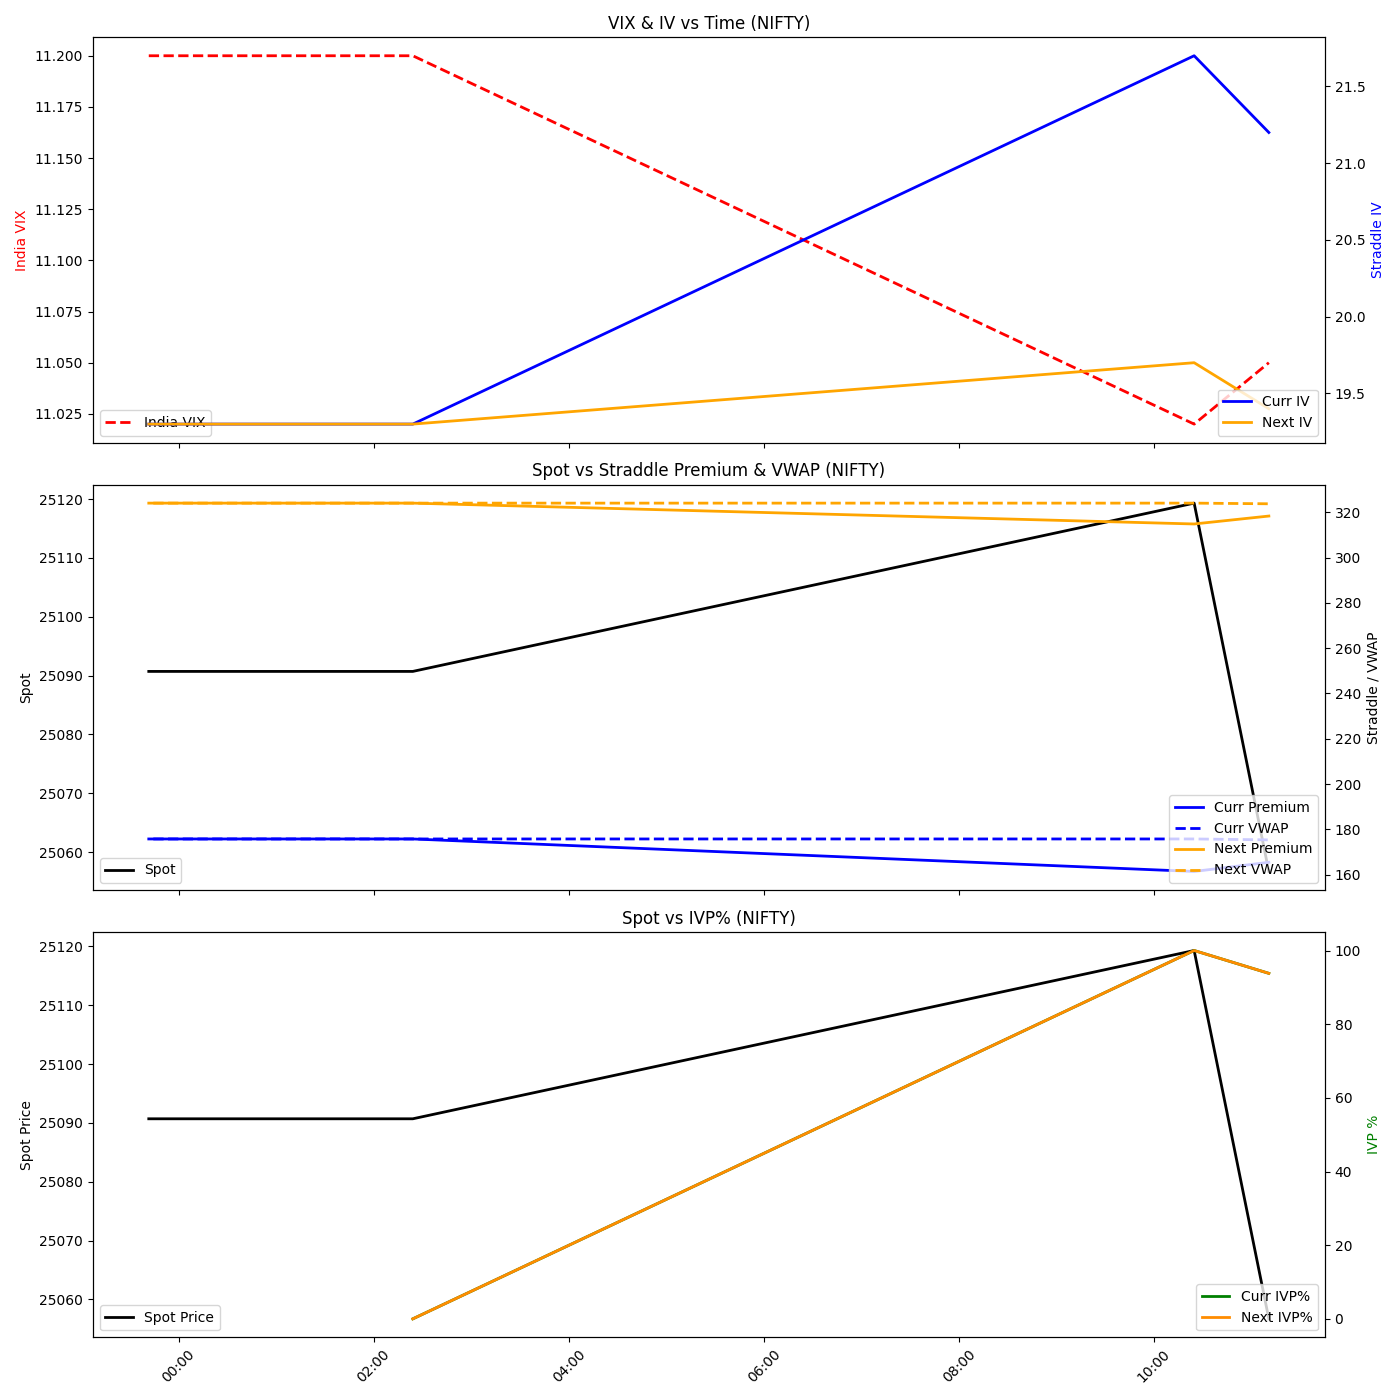 VIX & IV vs Time (NIFTY)
11.200
11.175
11.150
11.125
11.100
11.075
11.050
11.025
India VIX
21.5
21.0
20.5
20.0
19.5
Straddle IV
India VIX
Curr IV
Next IV
Spot vs Straddle Premium & VWAP (NIFTY)
25120
25110
25100
25090
25080
25070
25060
Spot
320
300
280
260
240
220
200
180
160
Straddle / VWAP
Spot
Curr Premium
Curr VWAP
Next Premium
Next VWAP
Spot vs IVP% (NIFTY)
25120
25110
25100
25090
25080
25070
25060
Spot Price
100
80
60
40
20
0
IVP %
Spot Price
Curr IVP%
Next IVP%
00:00
02:00
04:00
06:00
08:00
10:00